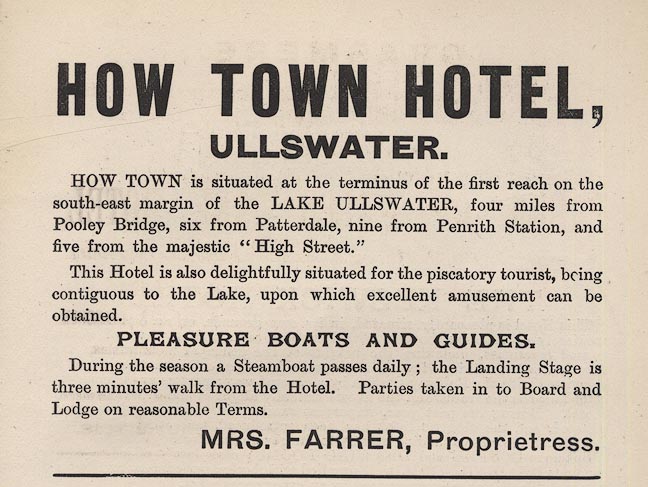 HOW TOWN HOTEL,
ULLSWATER.
HOW TOWN is situated at the terminus of the first reach on the
south-east margin of the LAKE ULLSWATER, four miles from
Pooley Bridge, six from Patterdale, nine from Penrith Station, and
five from the majestic "High Street."
This Hotel is also delightfully situated for the piscatory tourist, being
contiguous to the Lake, upon which excellent amusement can be
obtained.
PLEASURE BOATS AND GUIDES.
During the season a Steamboat passes daily; the Landing Stage is
three minutes' walk from the Hotel. Parties taken in to Board and
Lodge on reasonable Terms.
MRS. FARRER, Proprietress.